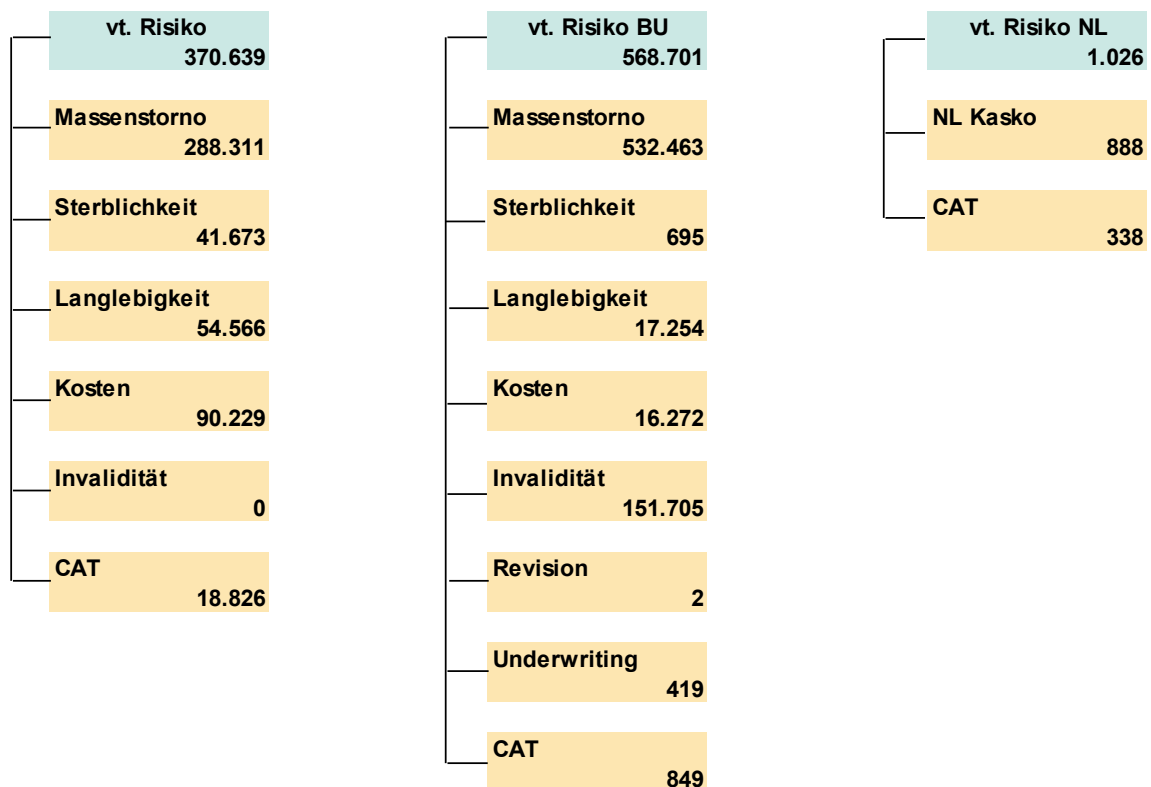 vt. Risiko
370.639
Massenstorno
288.311
Sterblichkeit
41.673
Langlebigkeit
54.566
Kosten
90.229
Invalidität
0
CAT
18.826
vt. Risiko BU
568.701
Massenstorno
532.463
Sterblichkeit
695
Langlebigkeit
17.254
Kosten
16.272
Invalidität
151.705
Revision
2
Underwriting
419
CAT
849
vt. Risiko NL
1.026
NL Kasko
888
CAT
338